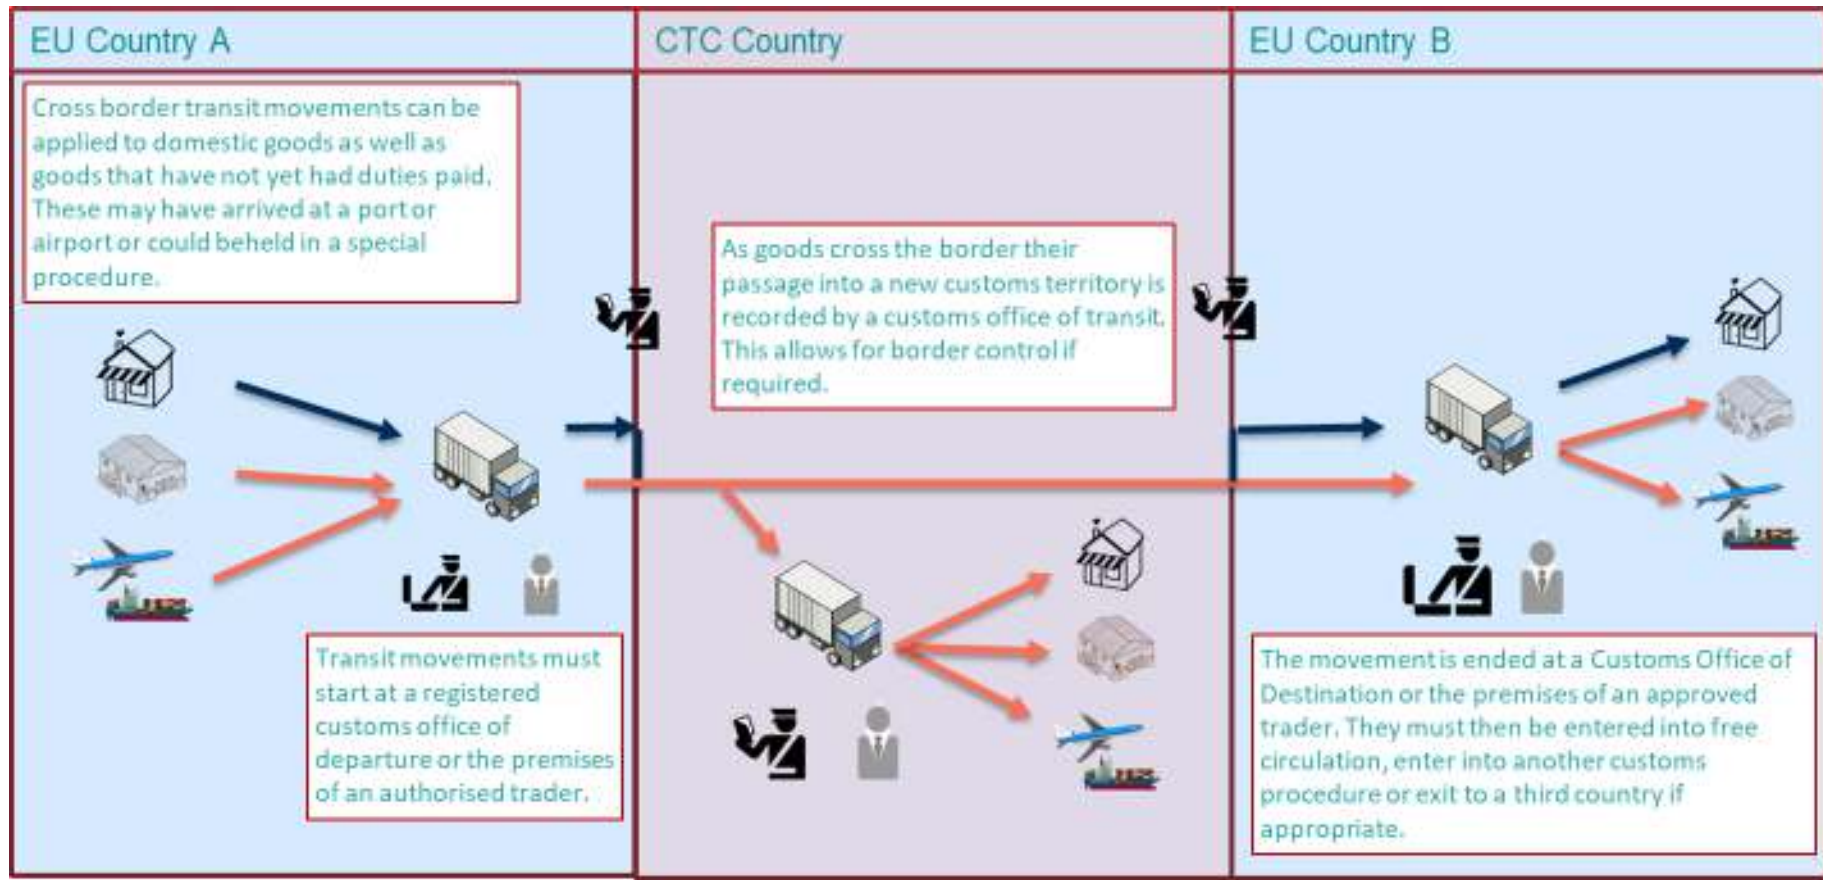 EU Country A
CTC Country
EU Country B
Cross border transit movements can be
applied to domestic goods as well as
goods that have not yet had duties paid.
These may have arrived at a port or
airport or could beheld in a special
procedure.
As goods cross the border their
passage into a new customs territory is
recorded by a customs office of transit.
This allows for border control if
required.
Transit movements must
start at a registered
customs office of
departure or the premises
of an authorised trader.
The movement is ended at a Customs Office of
Destination or the premises of an approved
trader. They must then be entered into free
circulation, enter into another customs
procedure or exit to a third country if
appropriate.